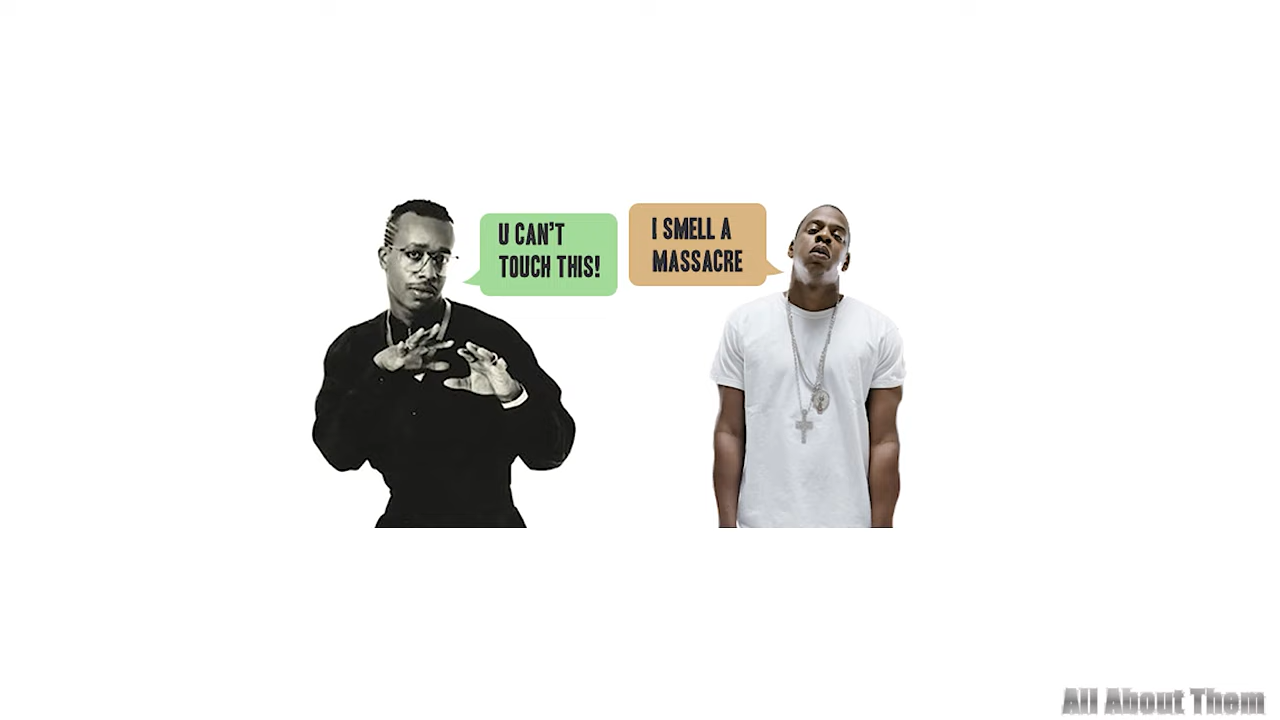 U CAN'T
TOUCH THIS!
I SMELL A
MASSACRE
All About Them